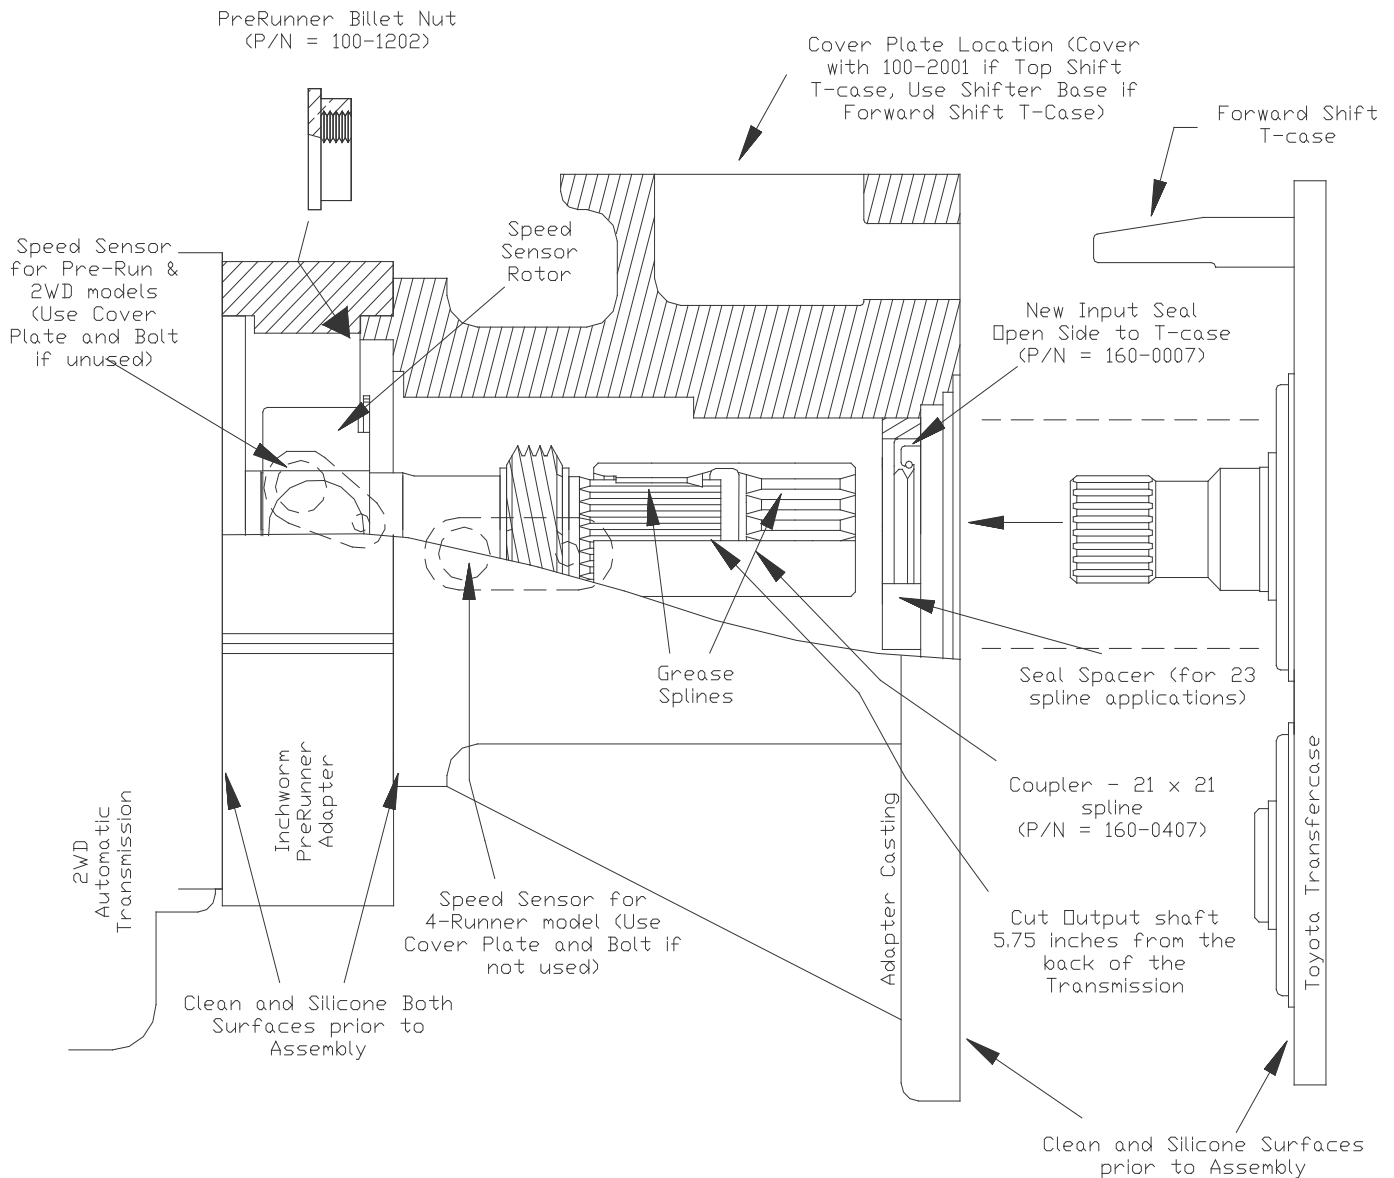 PreRunner Billet Nut
(P/N = 100-1202)
Cover Plate Location (Cover
with 100-2001 if Top Shift
T-case, Use Shifter Base if
Forward Shift T-Case)
Forward Shift
T-case
Speed Sensor
for Pre-Run &
2WD models
(Use Cover
Plate and Bolt
if unused)
Speed
Sensor
Rotor
New Input Seal
Open Side to T-case
(P/N = 160-0007)
Grease
Splines
Seal Spacer (for 23
spline applications)
Coupler - 21 x 21
spline
(P/N = 160-0407)
Cut Output shaft
5.75 inches from the
back of the
Transmission
2WD
Automatic
Transmission
Inchworm
PreRunner
Adapter
Adapter Casting
Toyota Transfercase
Speed Sensor for
4-Runner model (Use
Cover Plate and Bolt if
not used)
Clean and Silicone Both
Surfaces prior to
Assembly
Clean and Silicone Surfaces
prior to Assembly